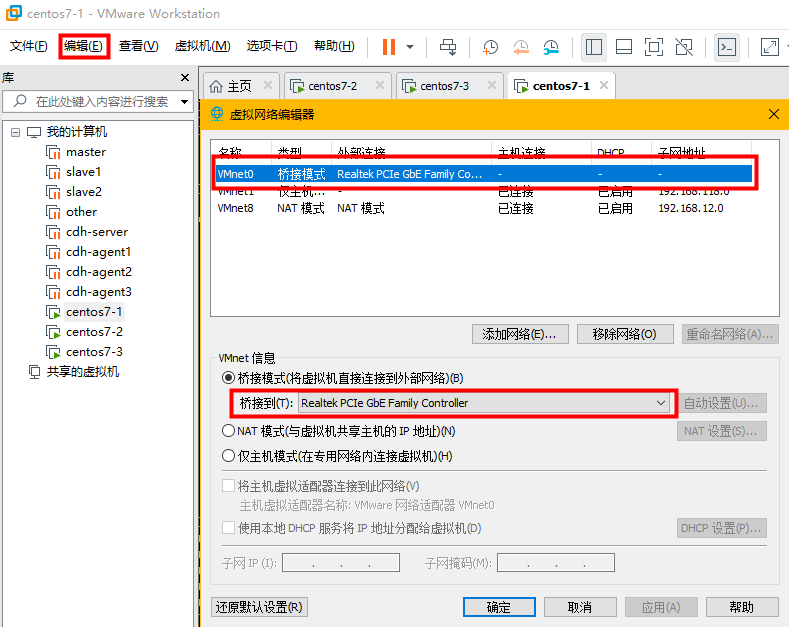 centos7-1 - VMware Workstation
文件(F) 编辑(E) 查看(V) 虚拟机(M) 选项卡(T) 帮助(H)
库
在此处键入内容进行搜索
我的计算机
master
slave1
slave2
other
cdh-server
cdh-agent1
cdh-agent2
cdh-agent3
centos7-1
centos7-2
centos7-3
共享的虚拟机
主页 centos7-2 centos7-3 centos7-1
虚拟网络编辑器
名称 类型 外部连接 主机连接 DHCP 子网地址
VMnet0 桥接模式 Realtek PCIe GbE Family Co... - - -
VMnet1 仅主机... - 已连接 已启用 192.168.118.0
VMnet8 NAT 模式 NAT 模式 已连接 已启用 192.168.12.0
添加网络(E)... 移除网络(O) 重命名网络(A)...
VMnet 信息
桥接模式(将虚拟机直接连接到外部网络)(B)
桥接到(T): Realtek PCIe GbE Family Controller 自动设置(U)...
NAT 模式(与虚拟机共享主机的 IP 地址)(N) NAT 设置(S)...
仅主机模式(在专用网络内连接虚拟机)(H)
将主机虚拟适配器连接到此网络(V)
主机虚拟适配器名称: VMware 网络适配器 VMnet0
使用本地 DHCP 服务将 IP 地址分配给虚拟机(D) DHCP 设置(P)...
子网 IP (I): . . . 子网掩码(M): . . .
还原默认设置(R) 确定 取消 应用(A) 帮助